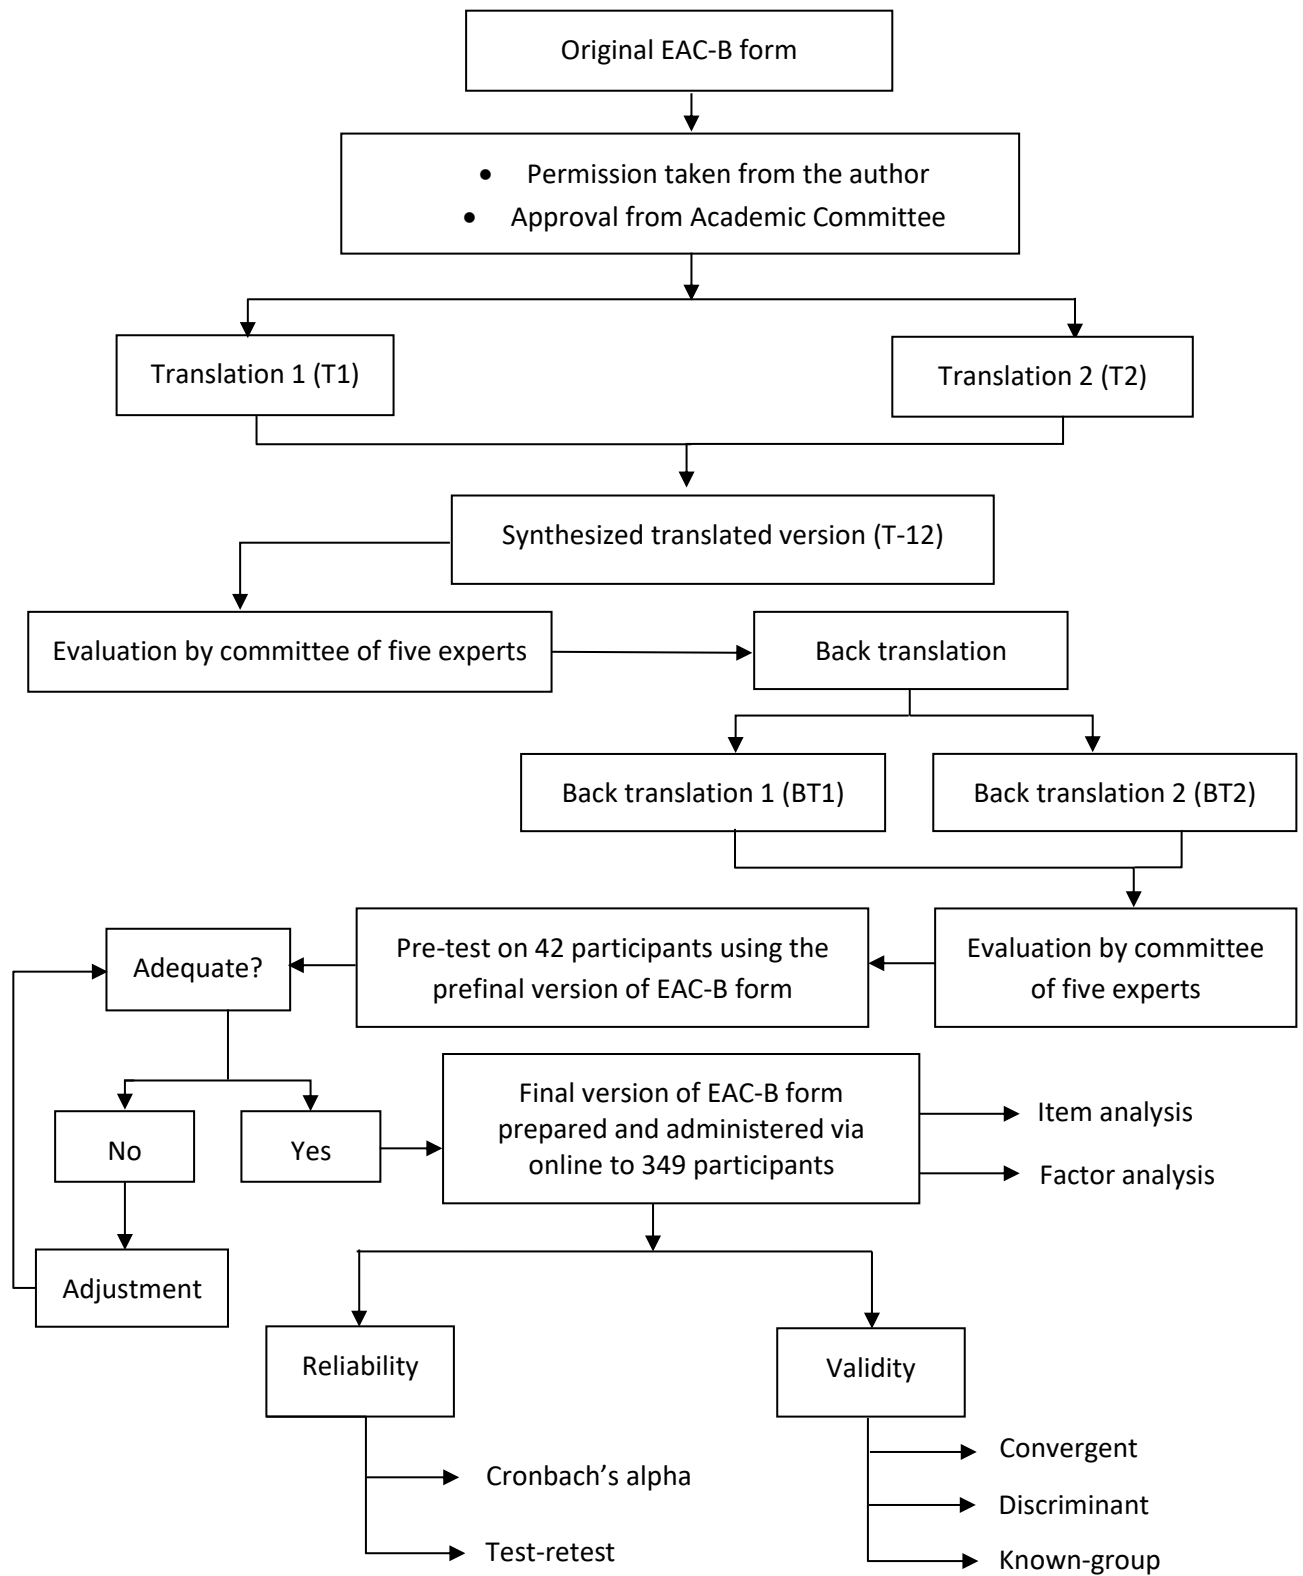 Original EAC-B form
• Permission taken from the author
• Approval from Academic Committee
Translation 1 (T1)
Translation 2 (T2)
Synthesized translated version (T-12)
Evaluation by committee of five experts
Back translation
Back translation 1 (BT1)
Back translation 2 (BT2)
Evaluation by committee
of five experts
Pre-test on 42 participants using the
prefinal version of EAC-B form
Adequate?
No
Yes
Adjustment
Final version of EAC-B form
prepared and administered via
online to 349 participants
Item analysis
Factor analysis
Reliability
Validity
Cronbach’s alpha
Test-retest
Convergent
Discriminant
Known-group